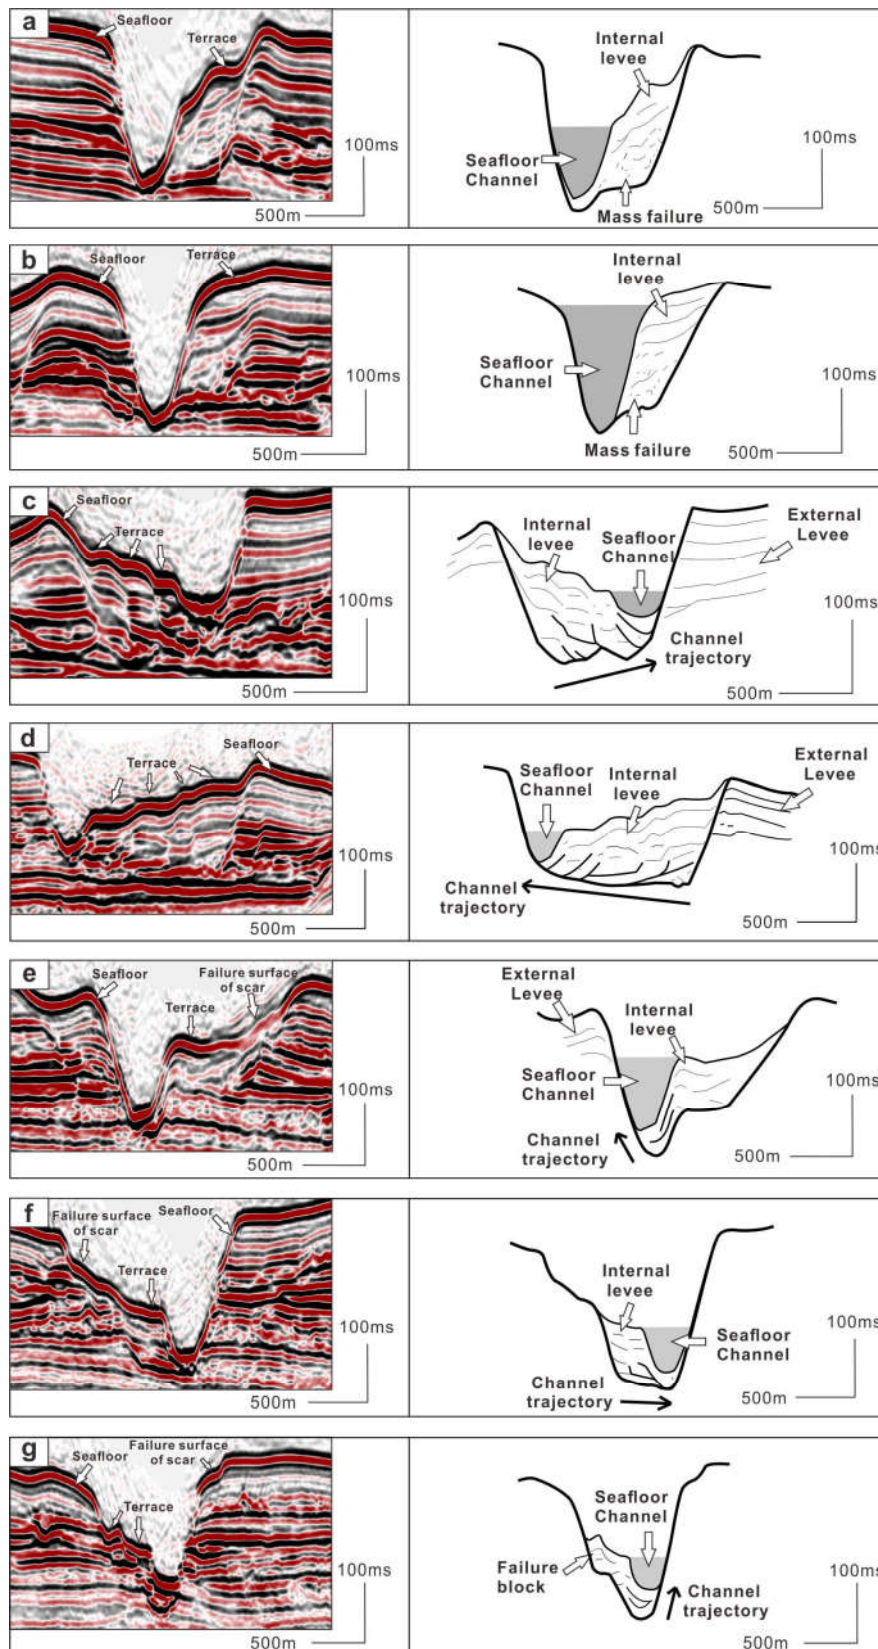 a
Seafloor
Terrace
100ms
500m
Internal
levee
Seafloor
Channel
Mass failure
100ms
500m
b
Seafloor
Terrace
100ms
500m
Internal
levee
Seafloor
Channel
Mass failure
100ms
500m
c
Seafloor
Terrace
100ms
500m
Internal
levee
Seafloor
Channel
External
Levee
Channel
trajectory
100ms
500m
d
Terrace
Seafloor
100ms
500m
Seafloor
Channel
Internal
levee
External
Levee
Channel
trajectory
100ms
500m
e
Seafloor
Failure surface
of scar
Terrace
100ms
500m
External
Levee
Internal
levee
Seafloor
Channel
Channel
trajectory
100ms
500m
f
Failure surface
of scar
Seafloor
Terrace
100ms
500m
Internal
levee
Seafloor
Channel
Channel
trajectory
100ms
500m
g
Seafloor
Failure surface
of scar
Terrace
100ms
500m
Seafloor
Channel
Failure
block
Channel
trajectory
100ms
500m